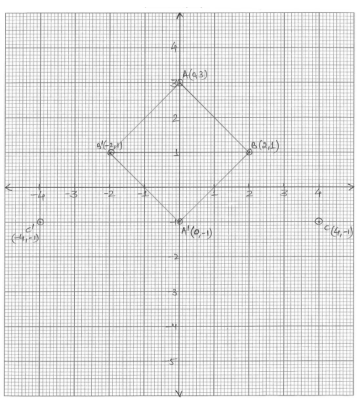 4
A(0,3)
3
2
B'(-2,1)
1
B(2,1)
-4 -3 -2 -1 1 2 3 4
-1
C'
(-4,-1)
A'(0,-1)
C(4,-1)
-2
-3
-4
-5